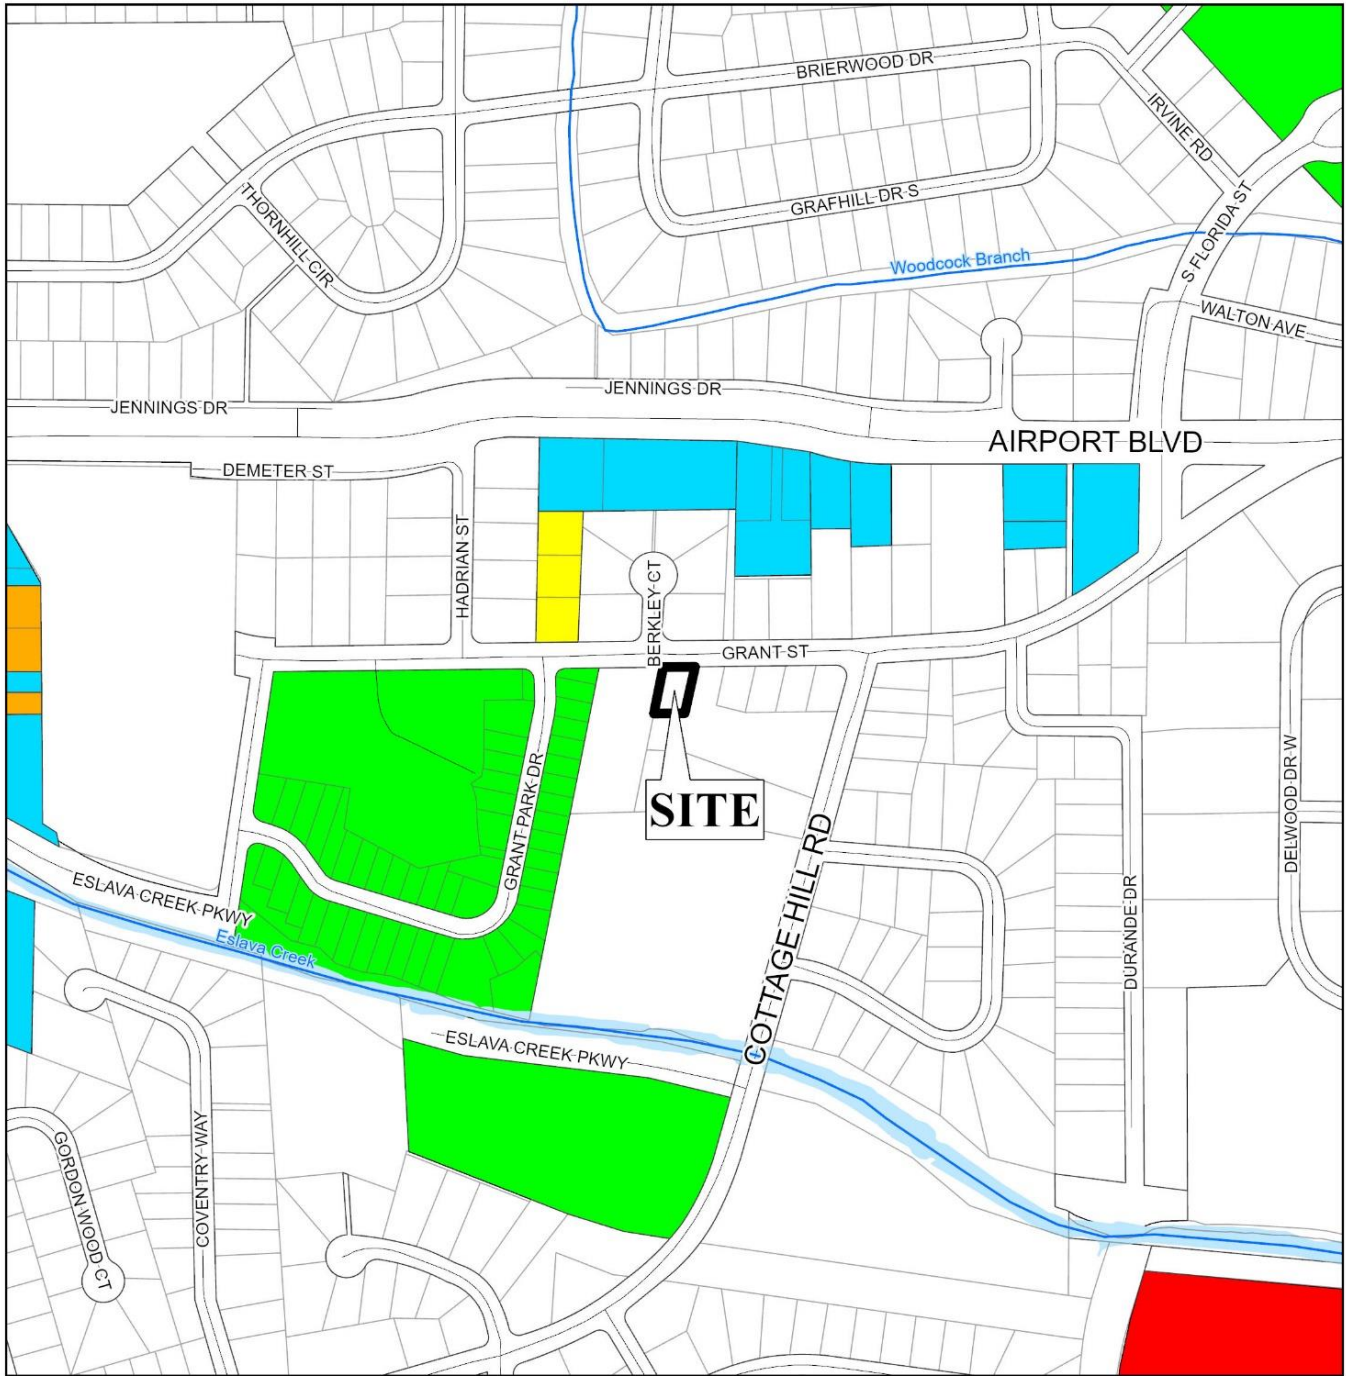 BRIERWOOD DR
IRVINE RD
THORNHILL CIR
GRAFHILL DR S
S FLORIDA ST
Woodcock Branch
WALTON AVE
JENNINGS DR
JENNINGS DR
AIRPORT BLVD
DEMETER ST
HADRIAN ST
BERKLEY CT
GRANT ST
GRANT PARK DR
SITE
DELWOOD DR W
COTTAGE HILL RD
DURANDE DR
ESLAVA CREEK PKWY
Eslava Creek
ESLAVA CREEK PKWY
GORDON WOOD CT
COVENTRY WAY